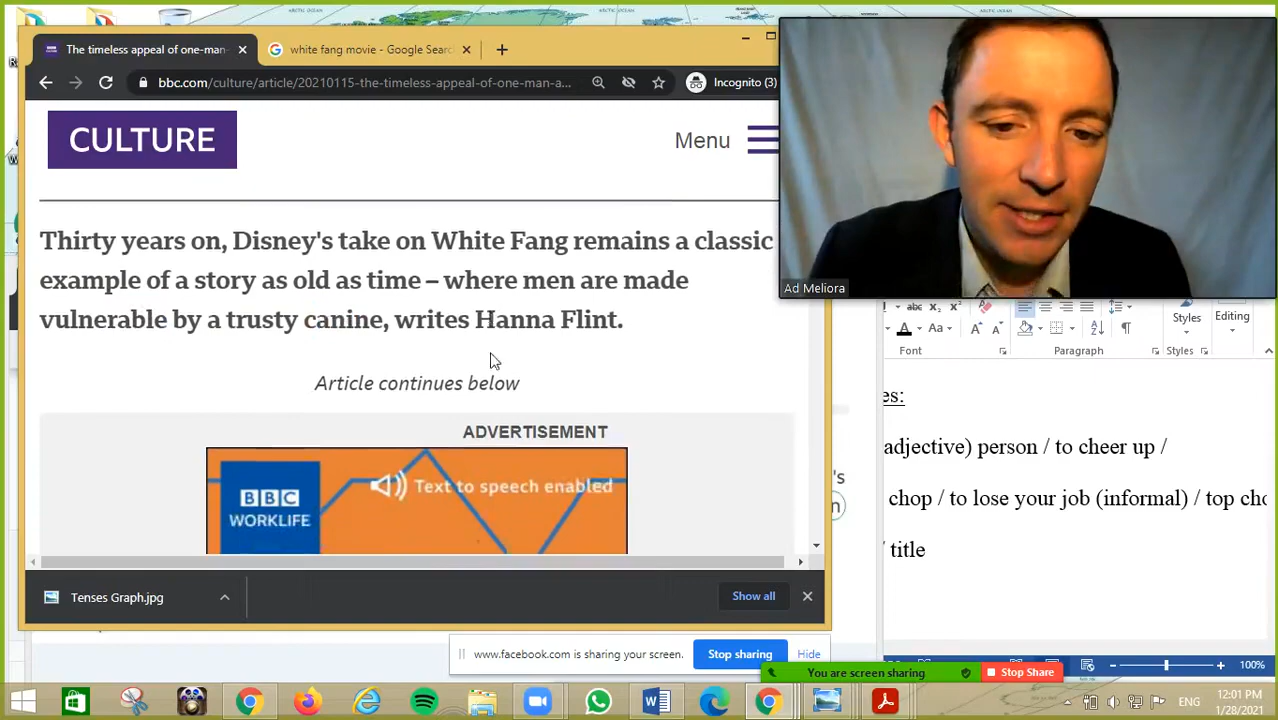 The timeless appeal of one-man-
white fang movie - Google Searc
bbc.com/culture/article/20210115-the-timeless-appeal-of-one-man-a...
Incognito (3)
CULTURE
Menu
Thirty years on, Disney's take on White Fang remains a classic
example of a story as old as time – where men are made
vulnerable by a trusty canine, writes Hanna Flint.
Article continues below
ADVERTISEMENT
BBC
WORKLIFE
Text to speech enabled
Tenses Graph.jpg
Show all
Ad Meliora
abc
A
Aa
A
A
Font
Paragraph
Styles
Styles
Editing
es:
adjective) person / to cheer up /
chop / to lose your job (informal) / top cho
/ title
's
n
www.facebook.com is sharing your screen.
Stop sharing
Hide
You are screen sharing
Stop Share
100%
ENG
12:01 PM
1/28/2021